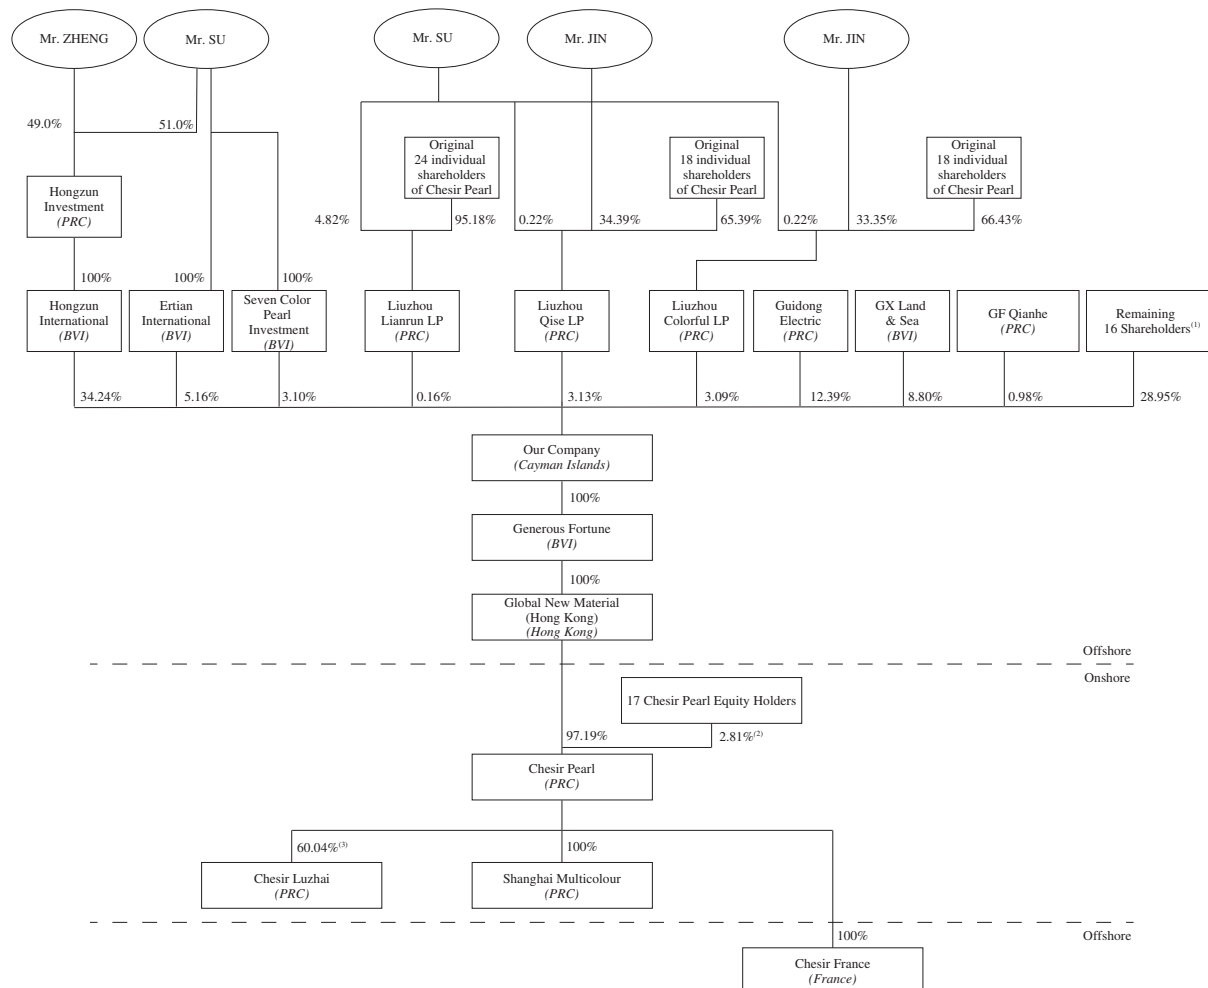 Mr. ZHENG
Mr. SU
Mr. SU
Mr. JIN
Mr. JIN
49.0%
51.0%
Original
24 individual
shareholders
of Chesir Pearl
Original
18 individual
shareholders
of Chesir Pearl
Original
18 individual
shareholders
of Chesir Pearl
Hongzun
Investment
(PRC)
4.82%
95.18%
0.22%
34.39%
65.39%
0.22%
33.35%
66.43%
100%
100%
100%
Hongzun
International
(BVI)
Ertian
International
(BVI)
Seven Color
Pearl
Investment
(BVI)
Liuzhou
Lianrun LP
(PRC)
Liuzhou
Qise LP
(PRC)
Liuzhou
Colorful LP
(PRC)
Guidong
Electric
(PRC)
GX Land
& Sea
(BVI)
GF Qianhe
(PRC)
Remaining
16 Shareholders(1)
34.24%
5.16%
3.10%
0.16%
3.13%
3.09%
12.39%
8.80%
0.98%
28.95%
Our Company
(Cayman Islands)
100%
Generous Fortune
(BVI)
100%
Global New Material
(Hong Kong)
(Hong Kong)
Offshore
Onshore
17 Chesir Pearl Equity Holders
97.19%
2.81%(2)
Chesir Pearl
(PRC)
60.04%(3)
100%
Chesir Luzhai
(PRC)
Shanghai Multicolour
(PRC)
100%
Offshore
Chesir France
(France)